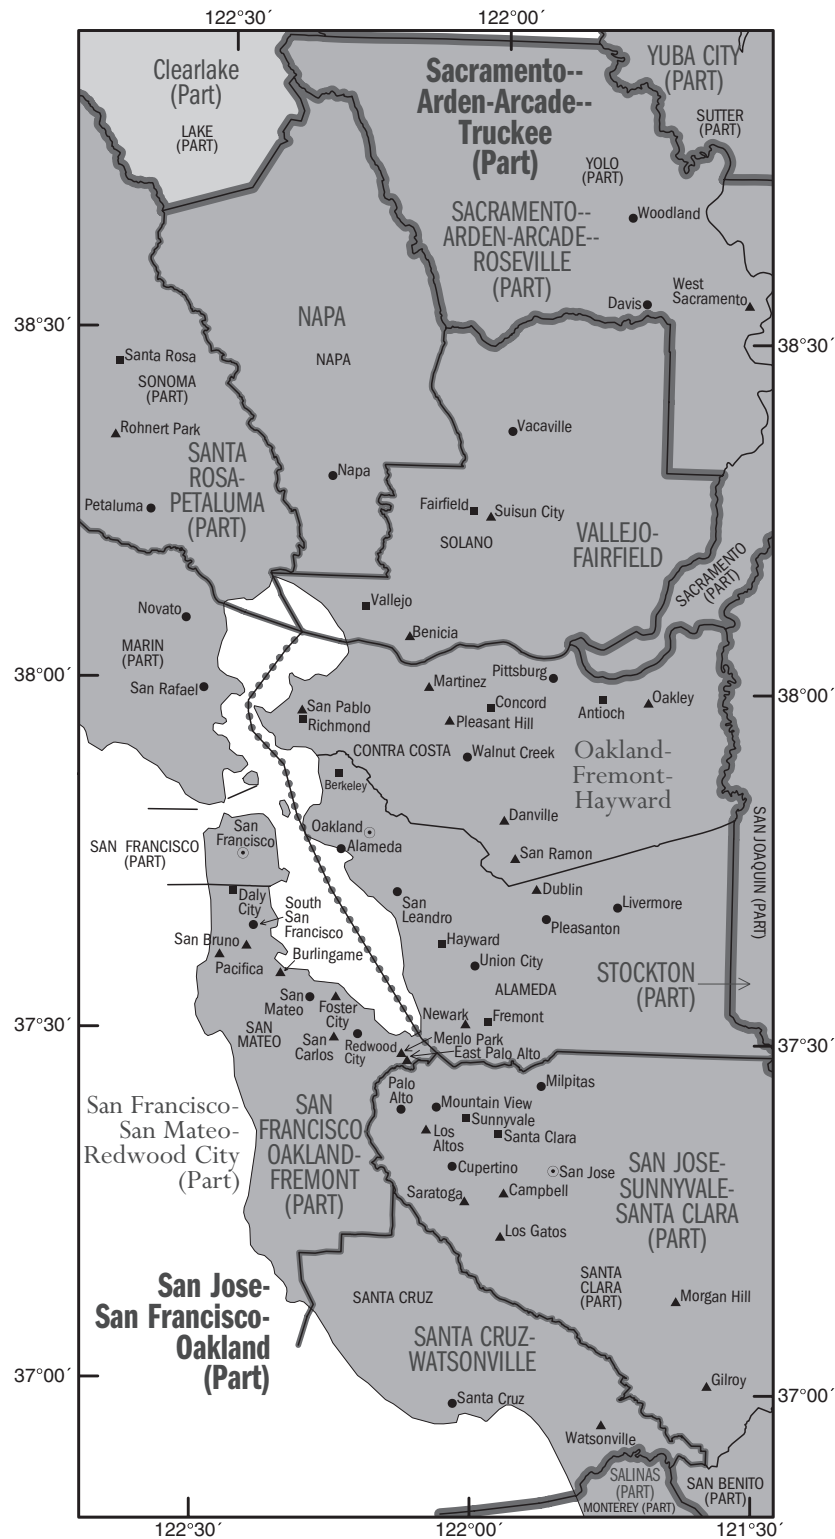 122°30´
122°00´
Clearlake
(Part)
LAKE
(PART)
Sacramento--
Arden-Arcade--
Truckee
(Part)
YUBA CITY
(PART)
SUTTER
(PART)
YOLO
(PART)
SACRAMENTO--
ARDEN-ARCADE--
ROSEVILLE
(PART)
Woodland
West
Sacramento
Davis
38°30´
38°30´
NAPA
NAPA
Santa Rosa
SONOMA
(PART)
Rohnert Park
SANTA
ROSA-
PETALUMA
(PART)
Petaluma
Napa
Vacaville
Fairfield
Suisun City
SOLANO
VALLEJO-
FAIRFIELD
SACRAMENTO
(PART)
Vallejo
Benicia
Novato
MARIN
(PART)
San Rafael
38°00´
38°00´
Pittsburg
Martinez
Concord
Antioch
Oakley
San Pablo
Richmond
Pleasant Hill
CONTRA COSTA
Walnut Creek
Oakland-
Fremont-
Hayward
Berkeley
Danville
San Ramon
SAN JOAQUIN (PART)
SAN FRANCISCO
(PART)
San
Francisco
Oakland
Alameda
Daly
City
South
San
Francisco
San Bruno
Pacifica
Burlingame
San
Leandro
Dublin
Livermore
Pleasanton
Hayward
Union City
ALAMEDA
STOCKTON
(PART)
San
Mateo
Foster
City
SAN
MATEO
San
Carlos
Redwood
City
Newark
Fremont
Menlo Park
East Palo Alto
37°30´
37°30´
Palo
Alto
Milpitas
Mountain View
Sunnyvale
Los
Altos
Santa Clara
Cupertino
San Jose
Saratoga
Campbell
Los Gatos
San Francisco-
San Mateo-
Redwood City
(Part)
SAN
FRANCISCO
OAKLAND-
FREMONT
(PART)
SAN JOSE-
SUNNYVALE-
SANTA CLARA
(PART)
SANTA
CLARA
(PART)
Morgan Hill
San Jose-
San Francisco-
Oakland
(Part)
SANTA CRUZ
SANTA CRUZ-
WATSONVILLE
37°00´
37°00´
Gilroy
Santa Cruz
Watsonville
SALINAS
(PART)
MONTEREY (PART)
SAN BENITO
(PART)
122°30´
122°00´
121°30´